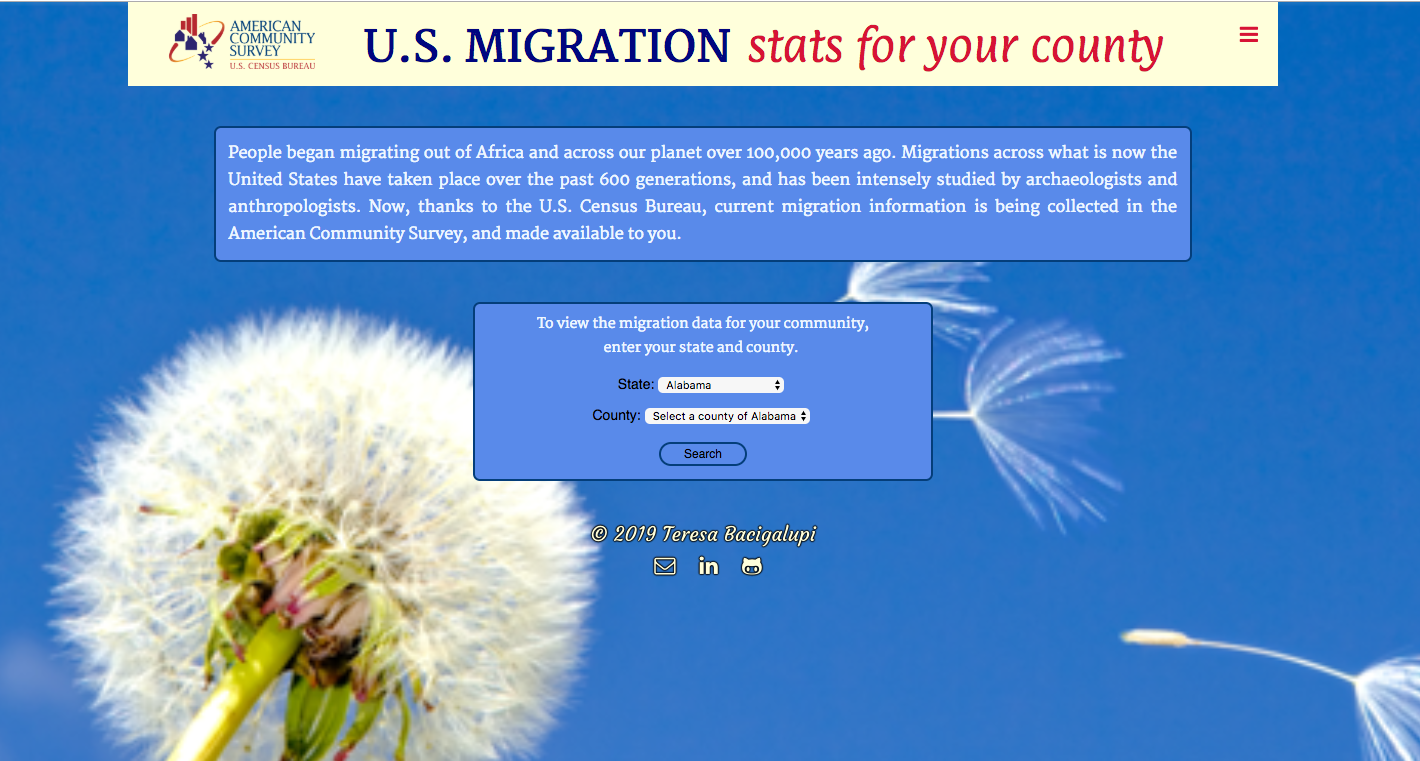 AMERICAN
COMMUNITY
SURVEY
U.S. CENSUS BUREAU
U.S. MIGRATION stats for your county
People began migrating out of Africa and across our planet over 100,000 years ago. Migrations across what is now the
United States have taken place over the past 600 generations, and has been intensely studied by archaeologists and
anthropologists. Now, thanks to the U.S. Census Bureau, current migration information is being collected in the
American Community Survey, and made available to you.
To view the migration data for your community,
enter your state and county.
State: Alabama
County: Select a county of Alabama
Search
© 2019 Teresa Bacigalupi
in